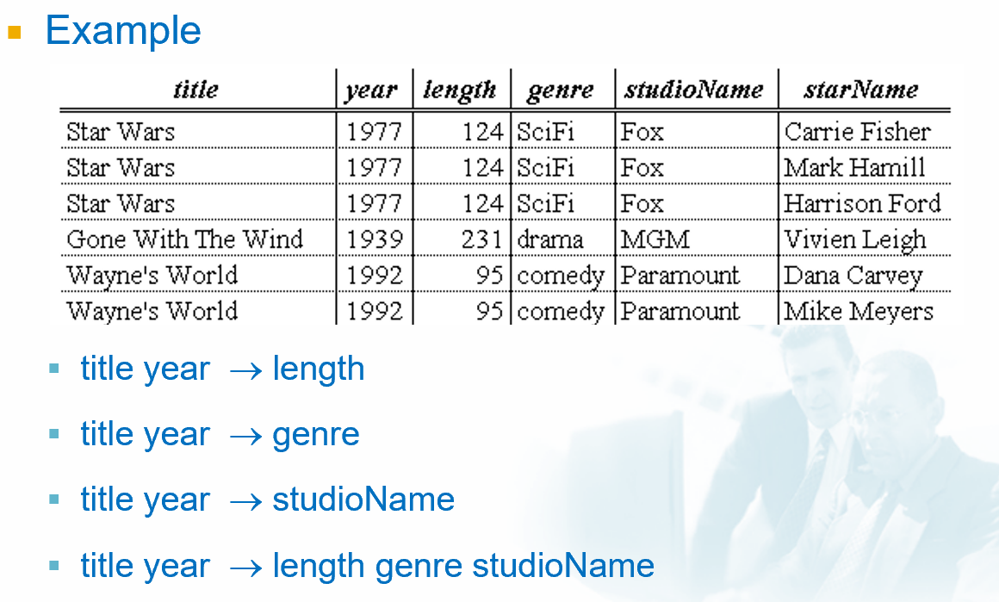 Example
title year length genre studioName starName
Star Wars 1977 124 SciFi Fox Carrie Fisher
Star Wars 1977 124 SciFi Fox Mark Hamill
Star Wars 1977 124 SciFi Fox Harrison Ford
Gone With The Wind 1939 231 drama MGM Vivien Leigh
Wayne's World 1992 95 comedy Paramount Dana Carvey
Wayne's World 1992 95 comedy Paramount Mike Meyers
title year → length
title year → genre
title year → studioName
title year → length genre studioName